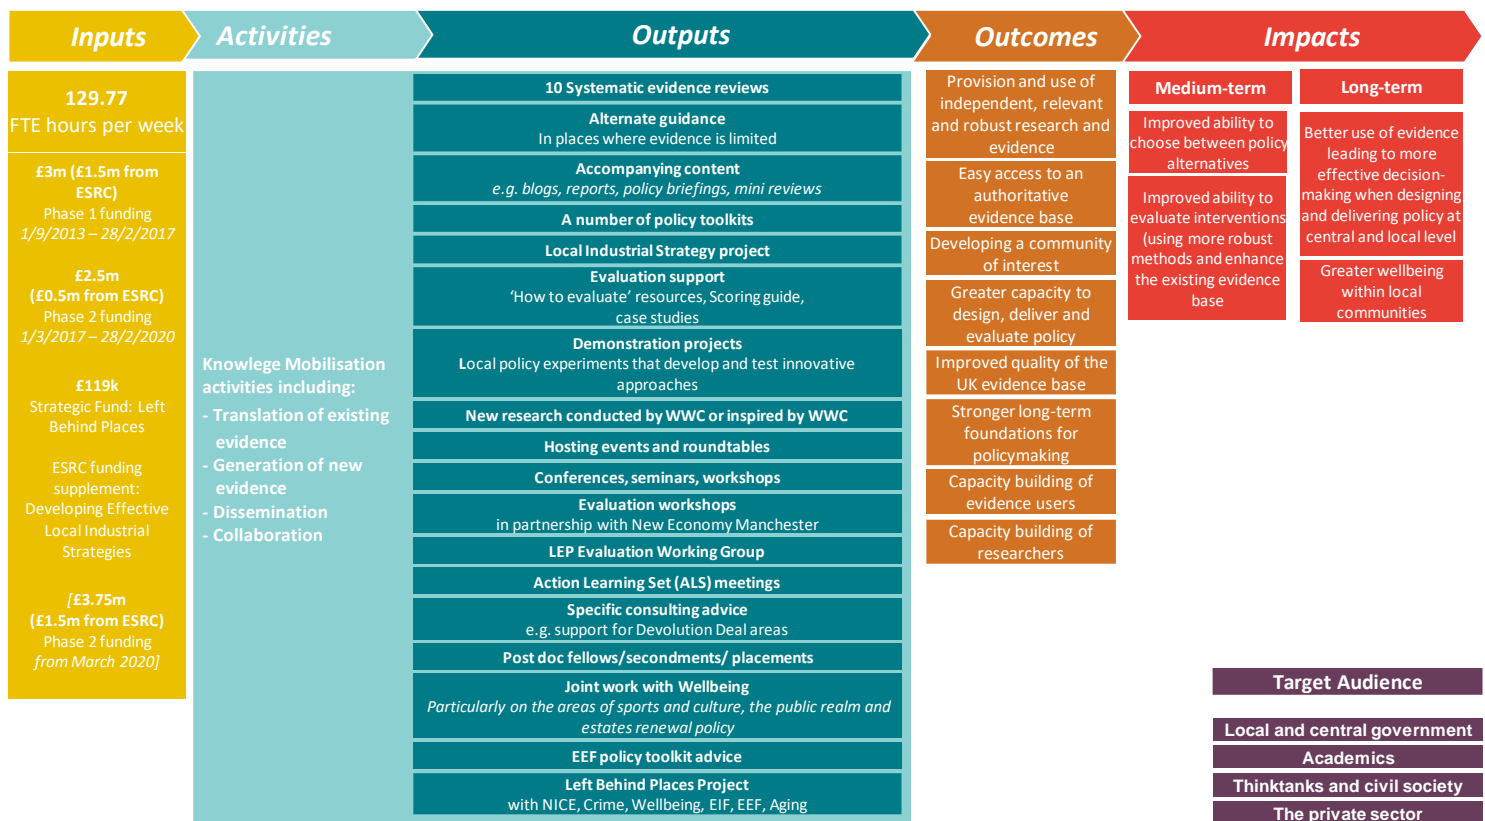 Inputs
Activities
Outputs
Outcomes
Impacts
129.77
FTE hours per week
£3m (£1.5m from
ESRC)
Phase 1 funding
1/9/2013 – 28/2/2017
£2.5m
(£0.5m from ESRC)
Phase 2 funding
1/3/2017 – 28/2/2020
£119k
Strategic Fund: Left
Behind Places
ESRC funding
supplement:
Developing Effective
Local Industrial
Strategies
[£3.75m
(£1.5m from ESRC)
Phase 2 funding
from March 2020]
Knowlege Mobilisation
activities including:
- Translation of existing
evidence
- Generation of new
evidence
- Dissemination
- Collaboration
10 Systematic evidence reviews
Alternate guidance
In places where evidence is limited
Accompanying content
e.g. blogs, reports, policy briefings, mini reviews
A number of policy toolkits
Local Industrial Strategy project
Evaluation support
‘How to evaluate’ resources, Scoring guide,
case studies
Demonstration projects
Local policy experiments that develop and test innovative
approaches
New research conducted by WWC or inspired by WWC
Hosting events and roundtables
Conferences, seminars, workshops
Evaluation workshops
in partnership with New Economy Manchester
LEP Evaluation Working Group
Action Learning Set (ALS) meetings
Specific consulting advice
e.g. support for Devolution Deal areas
Post doc fellows/secondments/ placements
Joint work with Wellbeing
Particularly on the areas of sports and culture, the public realm and
estates renewal policy
EEF policy toolkit advice
Left Behind Places Project
with NICE, Crime, Wellbeing, EIF, EEF, Aging
Provision and use of
independent, relevant
and robust research and
evidence
Easy access to an
authoritative
evidence base
Developing a community
of interest
Greater capacity to
design, deliver and
evaluate policy
Improved quality of the
UK evidence base
Stronger long-term
foundations for
policymaking
Capacity building of
evidence users
Capacity building of
researchers
Medium-term
Improved ability to
choose between policy
alternatives
Improved ability to
evaluate interventions
(using more robust
methods and enhance
the existing evidence
base
Long-term
Better use of evidence
leading to more
effective decision-
making when designing
and delivering policy at
central and local level
Greater wellbeing
within local
communities
Target Audience
Local and central government
Academics
Thinktanks and civil society
The private sector